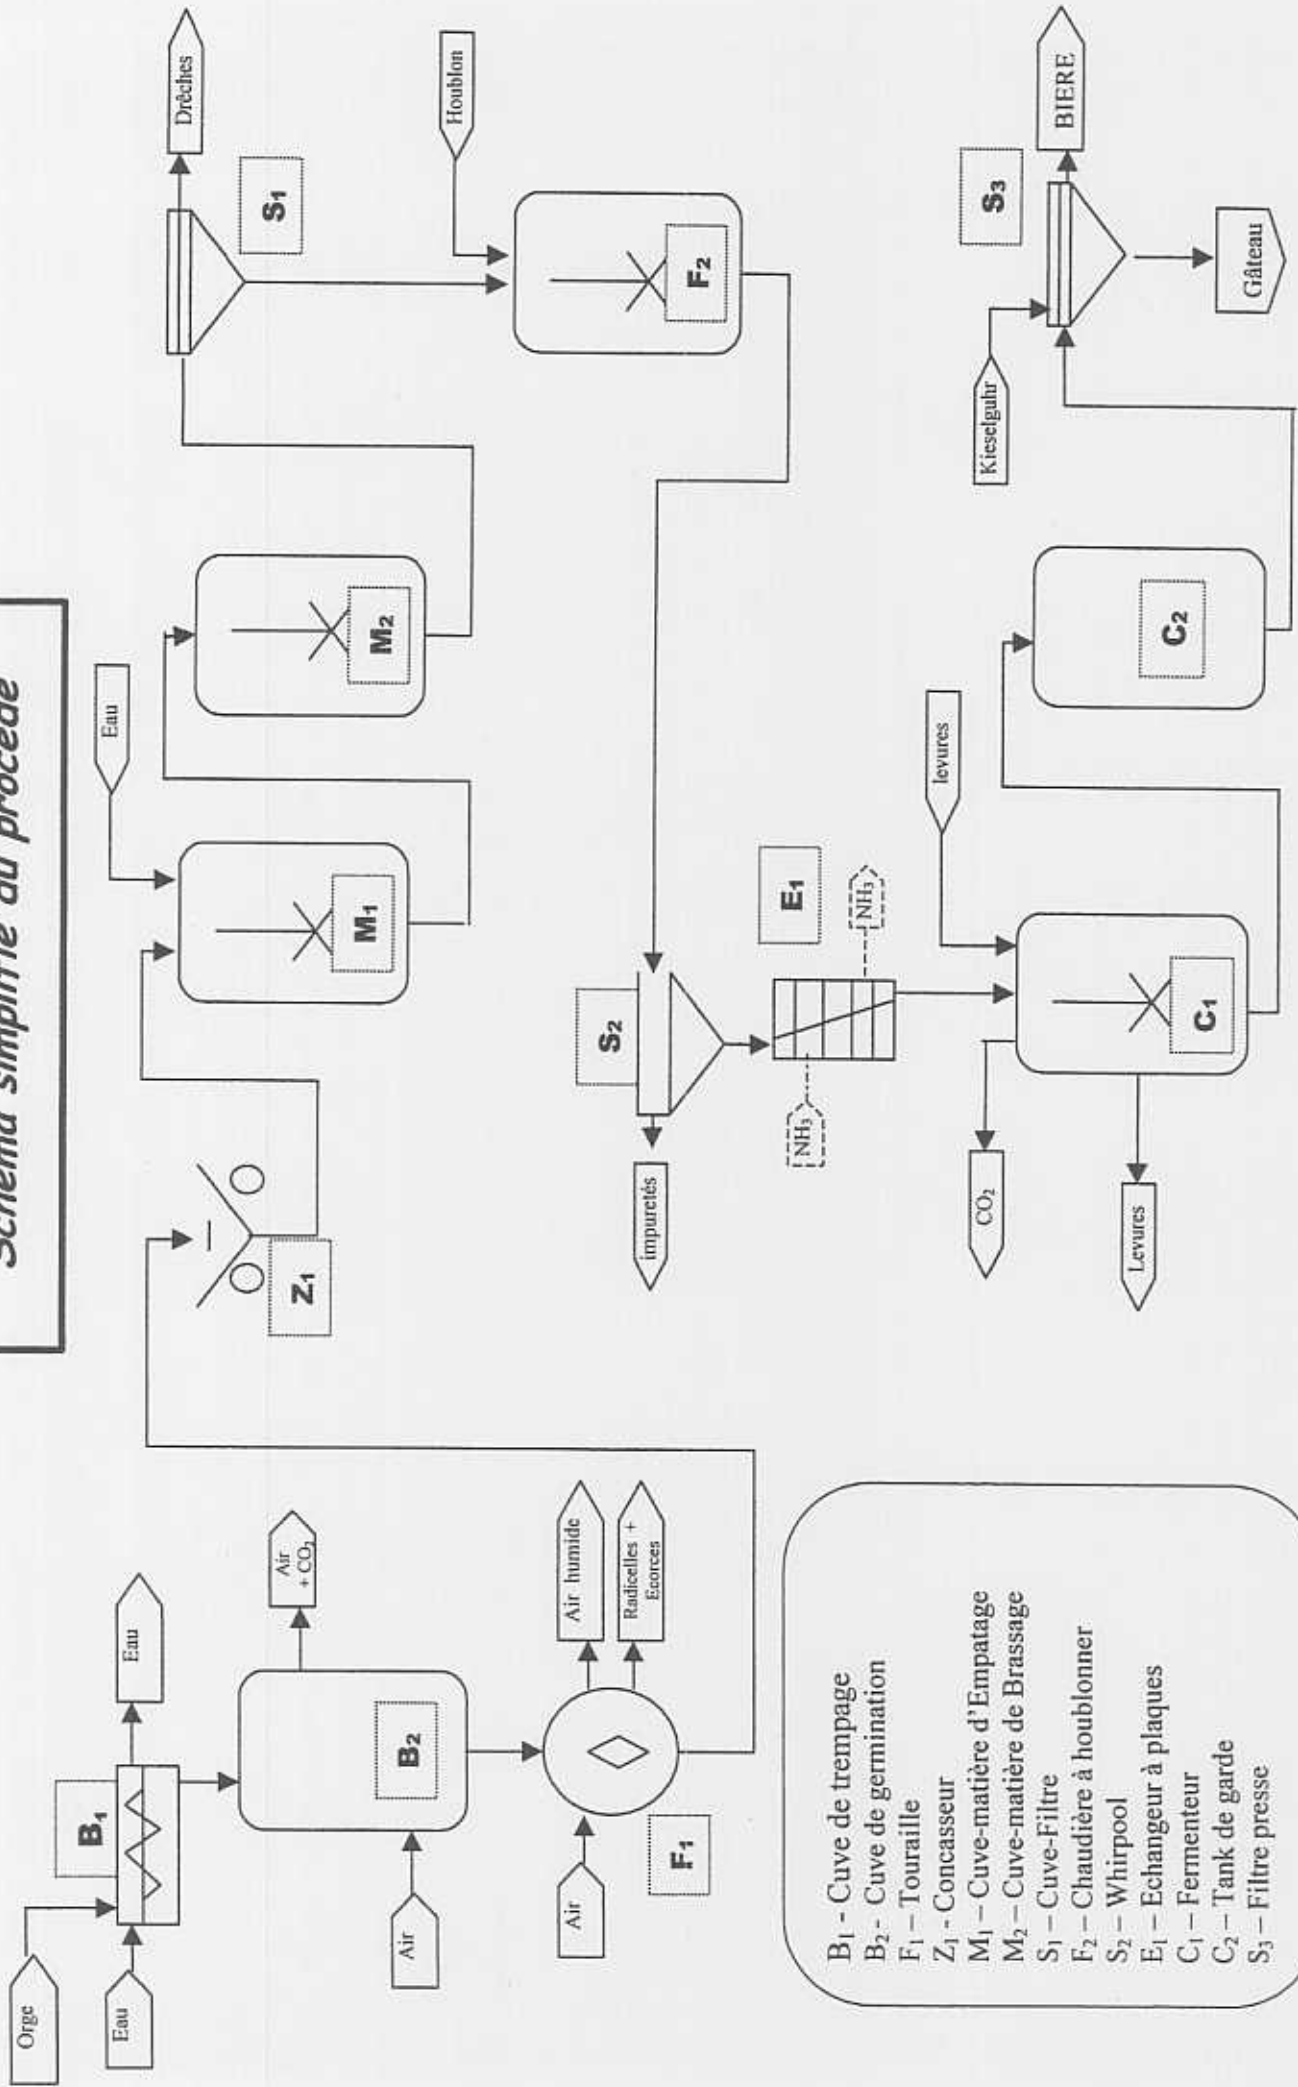 Schéma simplifié du procédé
Orge
Eau
B1
Eau
Air
B2
Air
+ CO2
Air
F1
Air humide
Radicelles +
Ecorces
Z1
Eau
M1
M2
S1
Drêches
Houblon
F2
S2
impuretés
NH3
E1
NH3
levures
CO2
Levures
C1
C2
Kieselguhr
S3
BIERE
Gâteau
B1 - Cuve de trempage
B2 - Cuve de germination
F1 – Touraille
Z1 - Concasseur
M1 – Cuve-matière d'Empatage
M2 – Cuve-matière de Brassage
S1 – Cuve-Filtre
F2 – Chaudière à houblonner
S2 – Whirpool
E1 – Echangeur à plaques
C1 – Fermenteur
C2 – Tank de garde
S3 – Filtre presse